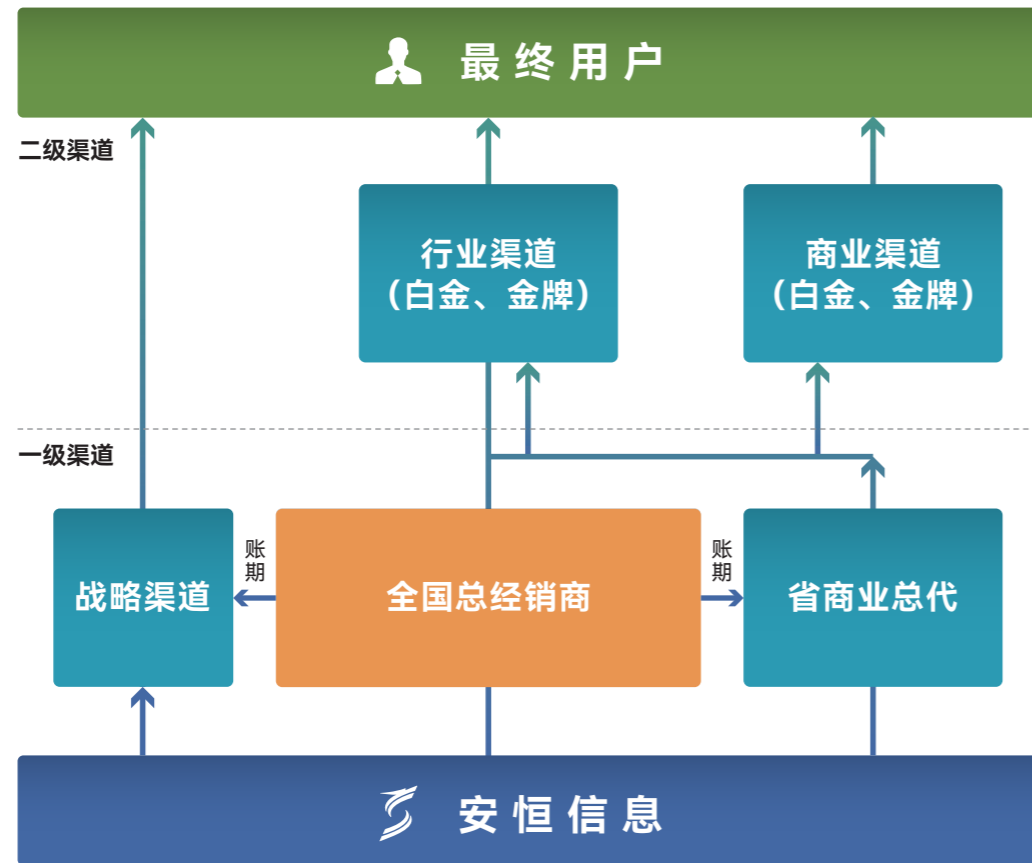 最终用户
二级渠道
行业渠道
（白金、金牌）
商业渠道
（白金、金牌）
一级渠道
战略渠道
账期
全国总经销商
账期
省商业总代
安恒信息